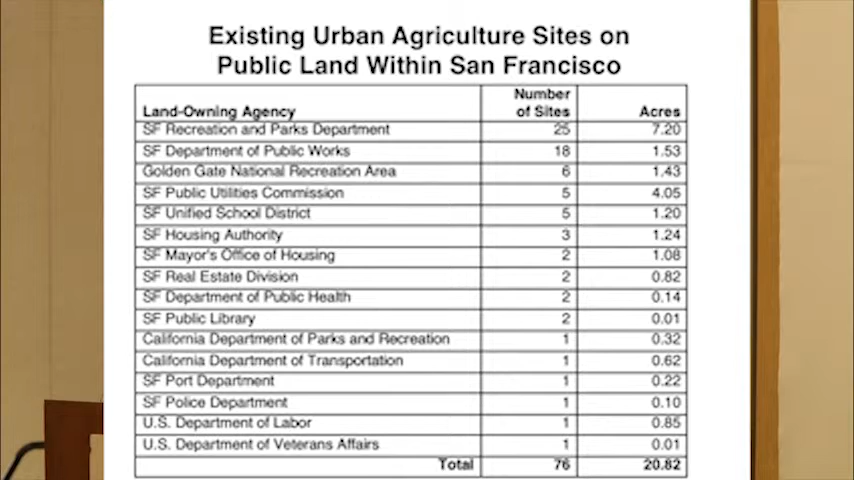 Existing Urban Agriculture Sites on
Public Land Within San Francisco
Number
Land-Owning Agency of Sites Acres
SF Recreation and Parks Department 25 7.20
SF Department of Public Works 18 1.53
Golden Gate National Recreation Area 6 1.43
SF Public Utilities Commission 5 4.05
SF Unified School District 5 1.20
SF Housing Authority 3 1.24
SF Mayor's Office of Housing 2 1.08
SF Real Estate Division 2 0.82
SF Department of Public Health 2 0.14
SF Public Library 2 0.01
California Department of Parks and Recreation 1 0.32
California Department of Transportation 1 0.62
SF Port Department 1 0.22
SF Police Department 1 0.10
U.S. Department of Labor 1 0.85
U.S. Department of Veterans Affairs 1 0.01
Total 76 20.82